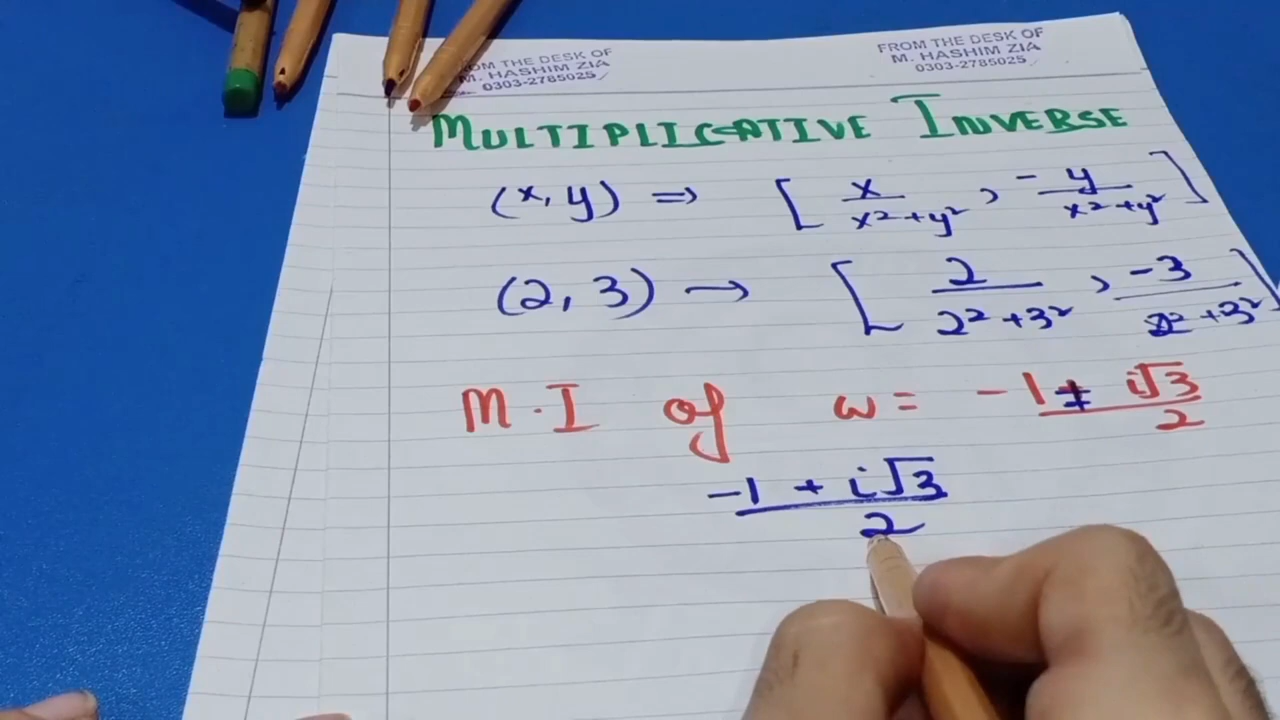 FROM THE DESK OF
M. HASHIM ZIA
0303-2785025
FROM THE DESK OF
M. HASHIM ZIA
0303-2785025
MULTIPLICATIVE INVERSE
(x, y) ⇒ [ x/(x²+y²) , -y/(x²+y²) ]
(2, 3) → [ 2/(2²+3²) , -3/(2²+3²) ]
M.I of ω = (-1 ± i√3)/2
(-1 + i√3)/2